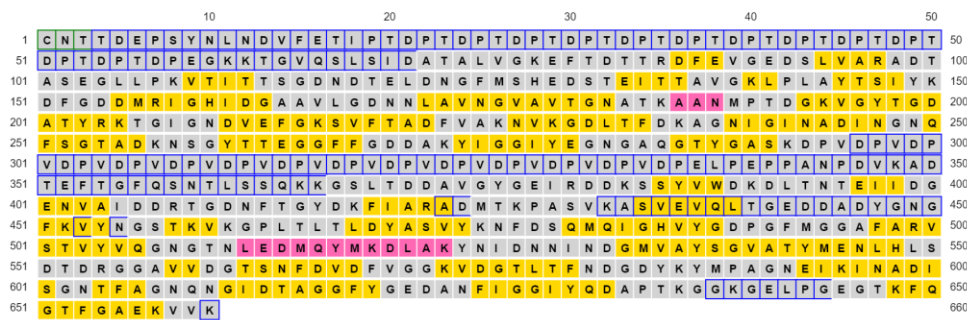 10 20 30 40 50
1 C N T T D E P S Y N L N D V F E T I P T D P T D P T D P T D P T D P T D P T D P T D P T D P T D P T 50
51 D P T D P T D P E G K K T G V Q S L S I D A T A L V G K E F T D T T R D F E V G E D S L V A R A D T 100
101 A S E G L L P K V T I T T S G D N D T E L D N G F M S H E D S T E I T T A V G K L P L A Y T S I Y K 150
151 D F G D D M R I G H I D G A A V L G D N N L A V N G V A V T G N A T K A A N M P T D G K V G Y T G D 200
201 A T Y R K T G I G N D V E F G K S V F T A D F V A K N V K G D L T F D K A G N I G I N A D I N G N Q 250
251 F S G T A D K N S G Y T T E G G F F G D D A K Y I G G I Y E G N G A Q G T Y G A S K D P V D P V D P 300
301 V D P V D P V D P V D P V D P V D P V D P V D P V D P V D P V D P V D P E L P E P P A N P D V K A D 350
351 T E F T G F Q S N T L S S Q K K G S L T D D A V G Y G E I R D D K S S Y V W D K D L T N T E I I D G 400
401 E N V A I D D R T G D N F T G Y D K F I A R A D M T K P A S V K A S V E V Q L T G E D D A D Y G N G 450
451 F K V Y N G S T K V K G P L T L T L D Y A S V Y K N F D S Q M Q I G H V Y G D P G F M G G A F A R V 500
501 S T V Y V Q G N G T N L E D M Q Y M K D L A K Y N I D N N I N D G M V A Y S G V A T Y M E N L H L S 550
551 D T D R G G A V V D G T S N F D V D F V G G K V D G T L T F N D G D Y K Y M P A G N E I K I N A D I 600
601 S G N T F A G N Q N G I D T A G G F Y G E D A N F I G G I Y Q D A P T K G G K G E L P G E G T K F Q 650
651 G T F G A E K V V K 660